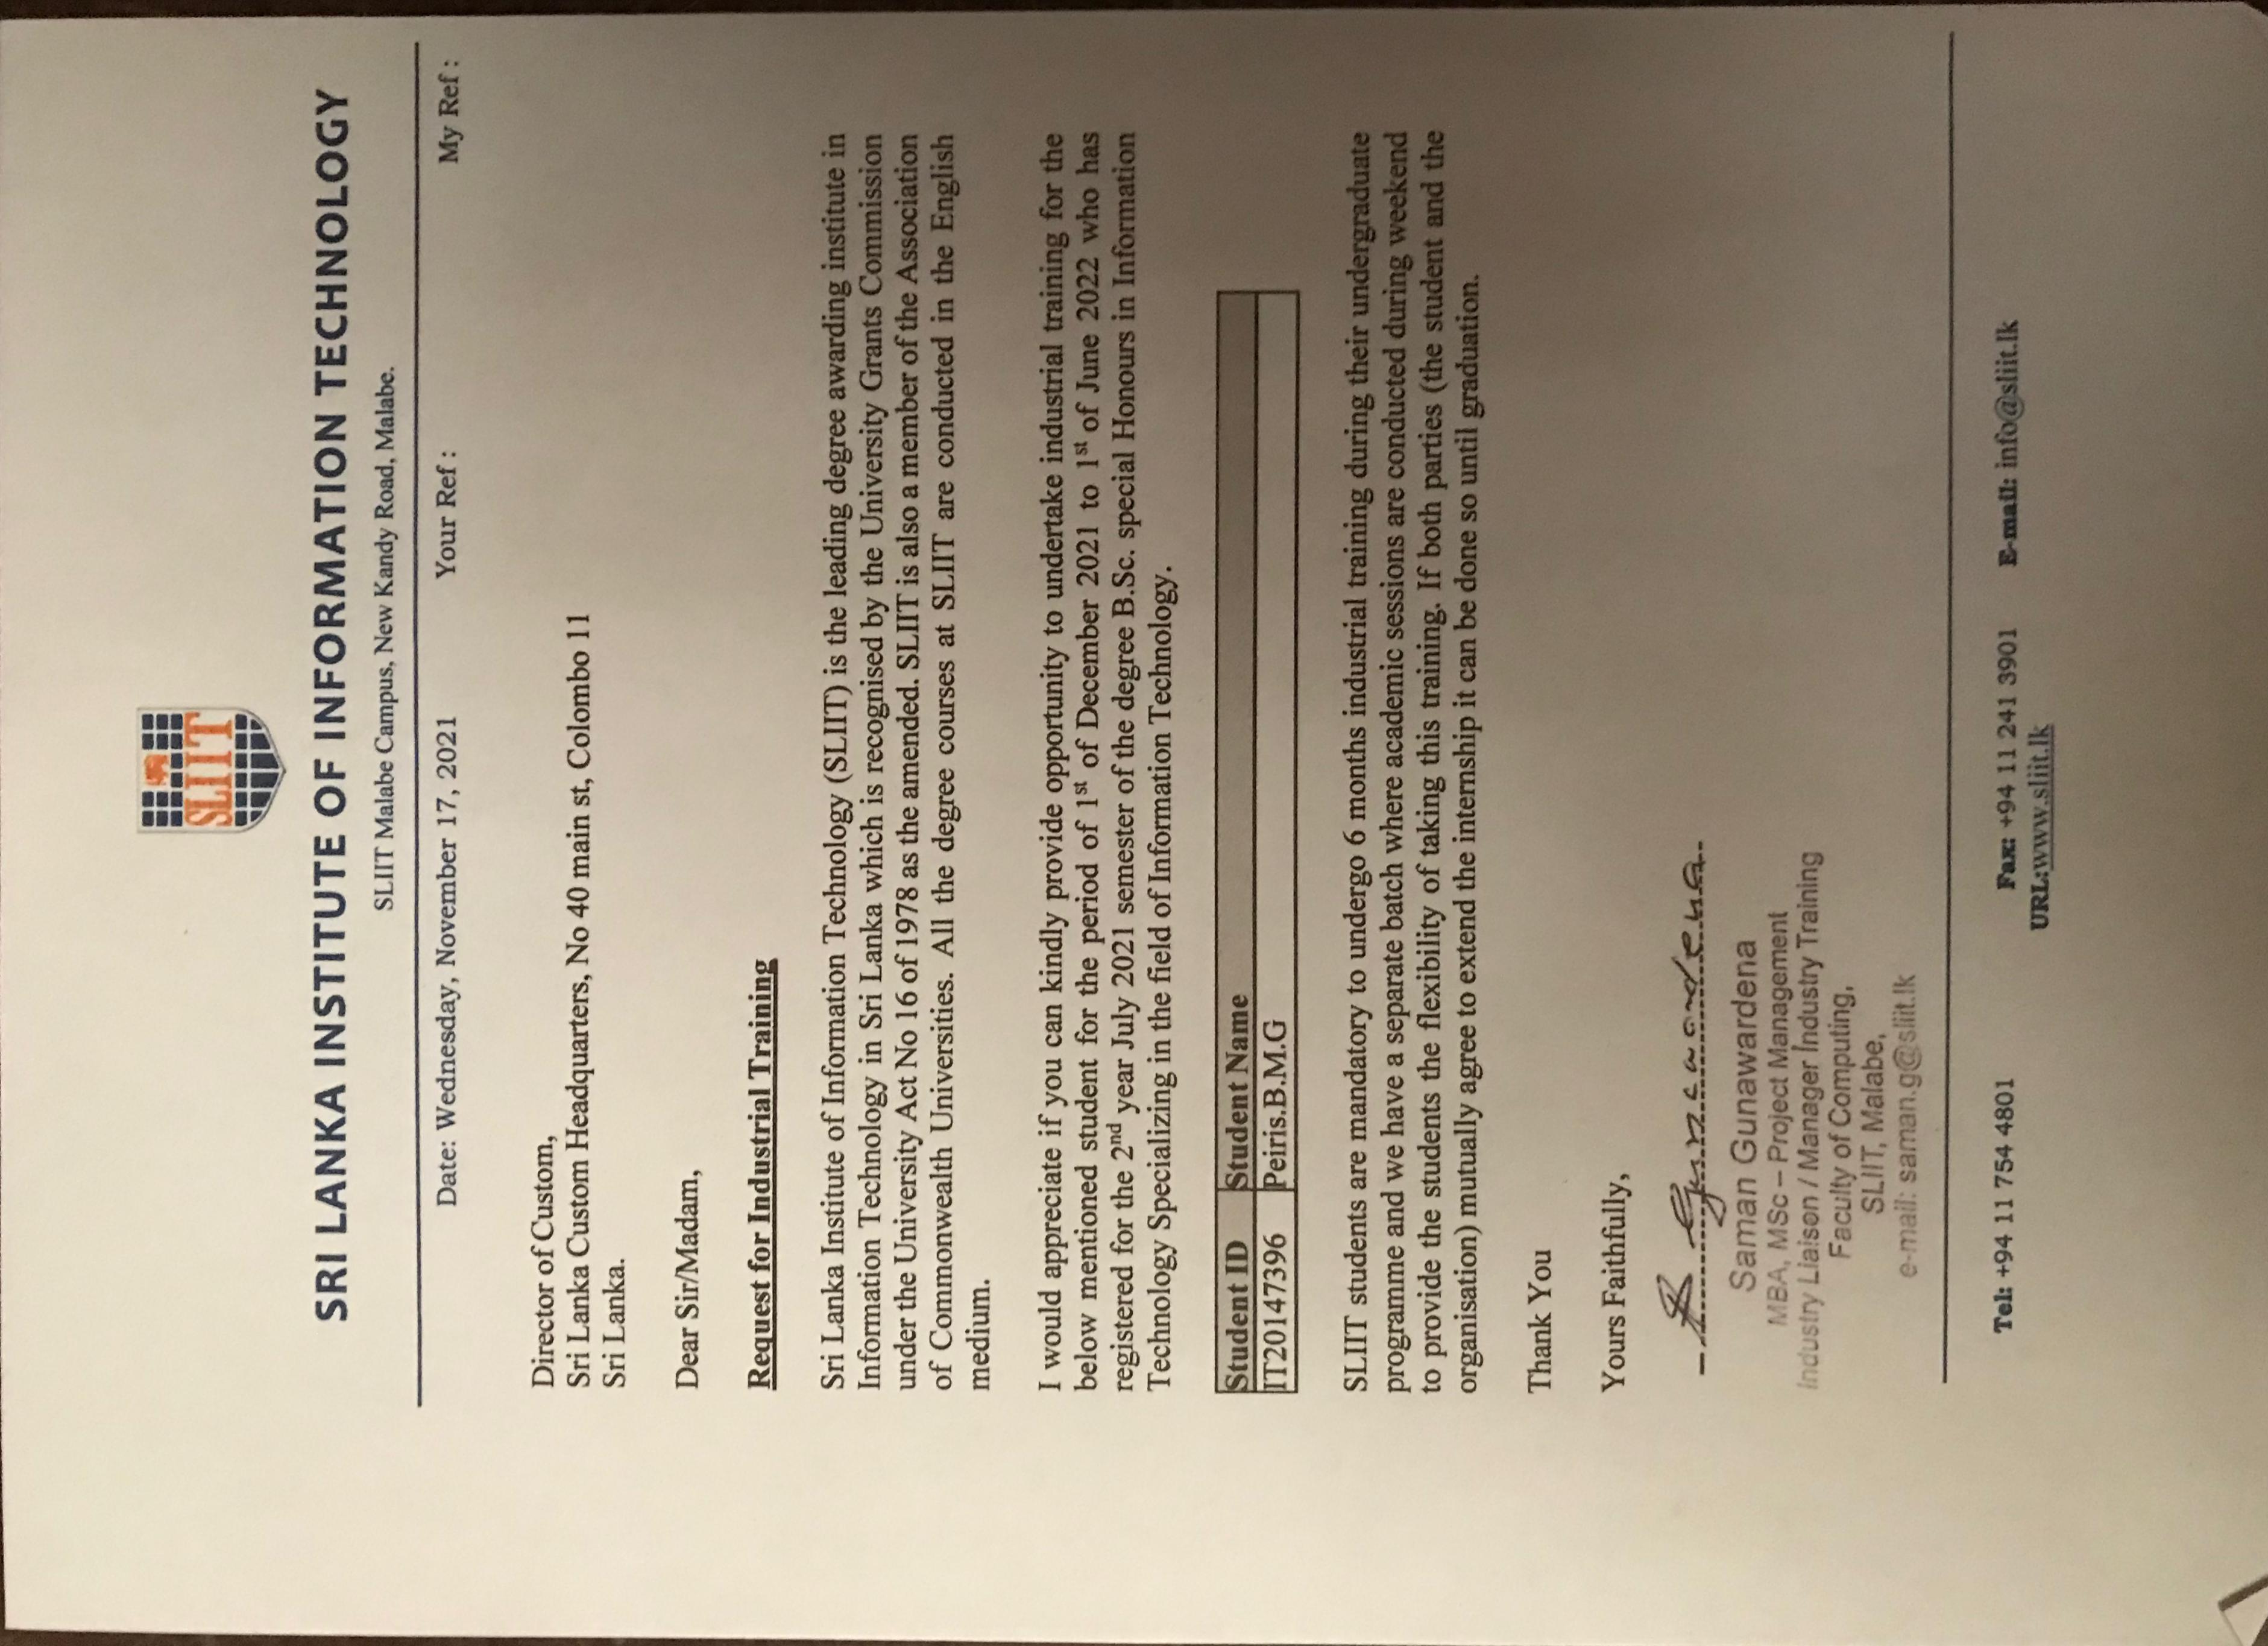 SLIIT
SRI LANKA INSTITUTE OF INFORMATION TECHNOLOGY
SLIIT Malabe Campus, New Kandy Road, Malabe.
Date: Wednesday, November 17, 2021 Your Ref : My Ref :
Director of Custom,
Sri Lanka Custom Headquarters, No 40 main st, Colombo 11
Sri Lanka.
Dear Sir/Madam,
Request for Industrial Training
Sri Lanka Institute of Information Technology (SLIIT) is the leading degree awarding institute in
Information Technology in Sri Lanka which is recognised by the University Grants Commission
under the University Act No 16 of 1978 as the amended. SLIIT is also a member of the Association
of Commonwealth Universities. All the degree courses at SLIIT are conducted in the English
medium.
I would appreciate if you can kindly provide opportunity to undertake industrial training for the
below mentioned student for the period of 1st of December 2021 to 1st of June 2022 who has
registered for the 2nd year July 2021 semester of the degree B.Sc. special Honours in Information
Technology Specializing in the field of Information Technology.
Student ID Student Name
IT20147396 Peiris.B.M.G
SLIIT students are mandatory to undergo 6 months industrial training during their undergraduate
programme and we have a separate batch where academic sessions are conducted during weekend
to provide the students the flexibility of taking this training. If both parties (the student and the
organisation) mutually agree to extend the internship it can be done so until graduation.
Thank You
Yours Faithfully,
Saman Gunawardena
MBA, MSc – Project Management
Industry Liaison / Manager Industry Training
Faculty of Computing,
SLIIT, Malabe,
e-mail: saman.g@sliit.lk
Tel: +94 11 754 4801 Fax: +94 11 241 3901 E-mail: info@sliit.lk
URL:www.sliit.lk